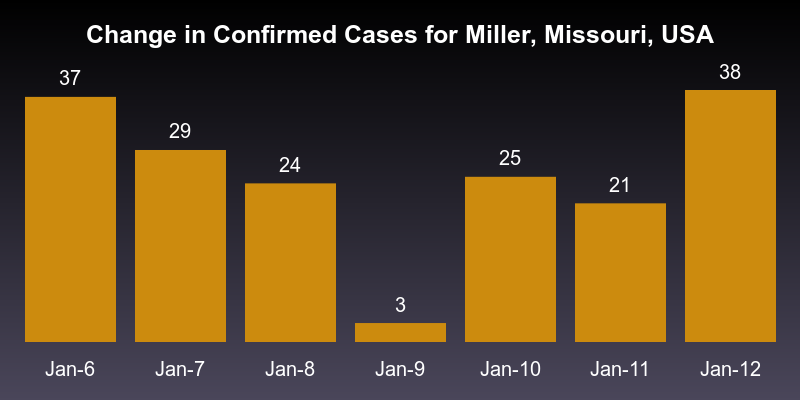 Change in Confirmed Cases for Miller, Missouri, USA
37
29
24
3
25
21
38
Jan-6
Jan-7
Jan-8
Jan-9
Jan-10
Jan-11
Jan-12